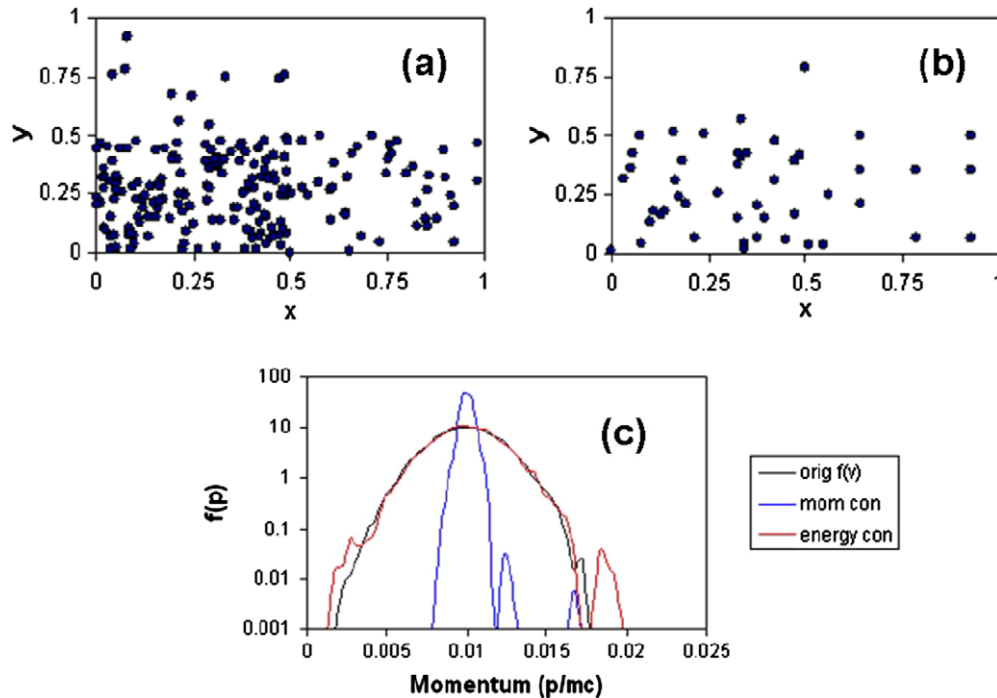 1
0.75
0.5
0.25
0
y
(a)
0 0.25 0.5 0.75 1
x
1
0.75
0.5
0.25
0
y
(b)
0 0.25 0.5 0.75 1
x
100
10
1
0.1
0.01
0.001
f(p)
(c)
0 0.005 0.01 0.015 0.02 0.025
Momentum (p/mc)
orig f(v)
mom con
energy con